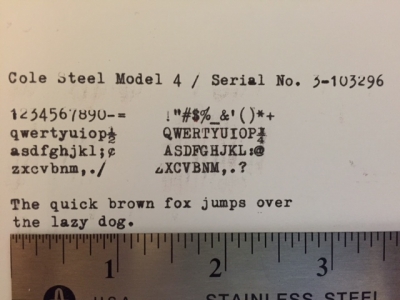 Cole Steel Model 4 / Serial No. 3-103296
1234567890-= !"#$%_&'()*+
qwertyuiop½ QWERTYUIOP¼
asdfghjkl;¢ ASDFGHJKL:@
zxcvbnm,./ ZXCVBNM,.?
The quick brown fox jumps over
the lazy dog.
1 2 3
STAINLESS STEEL